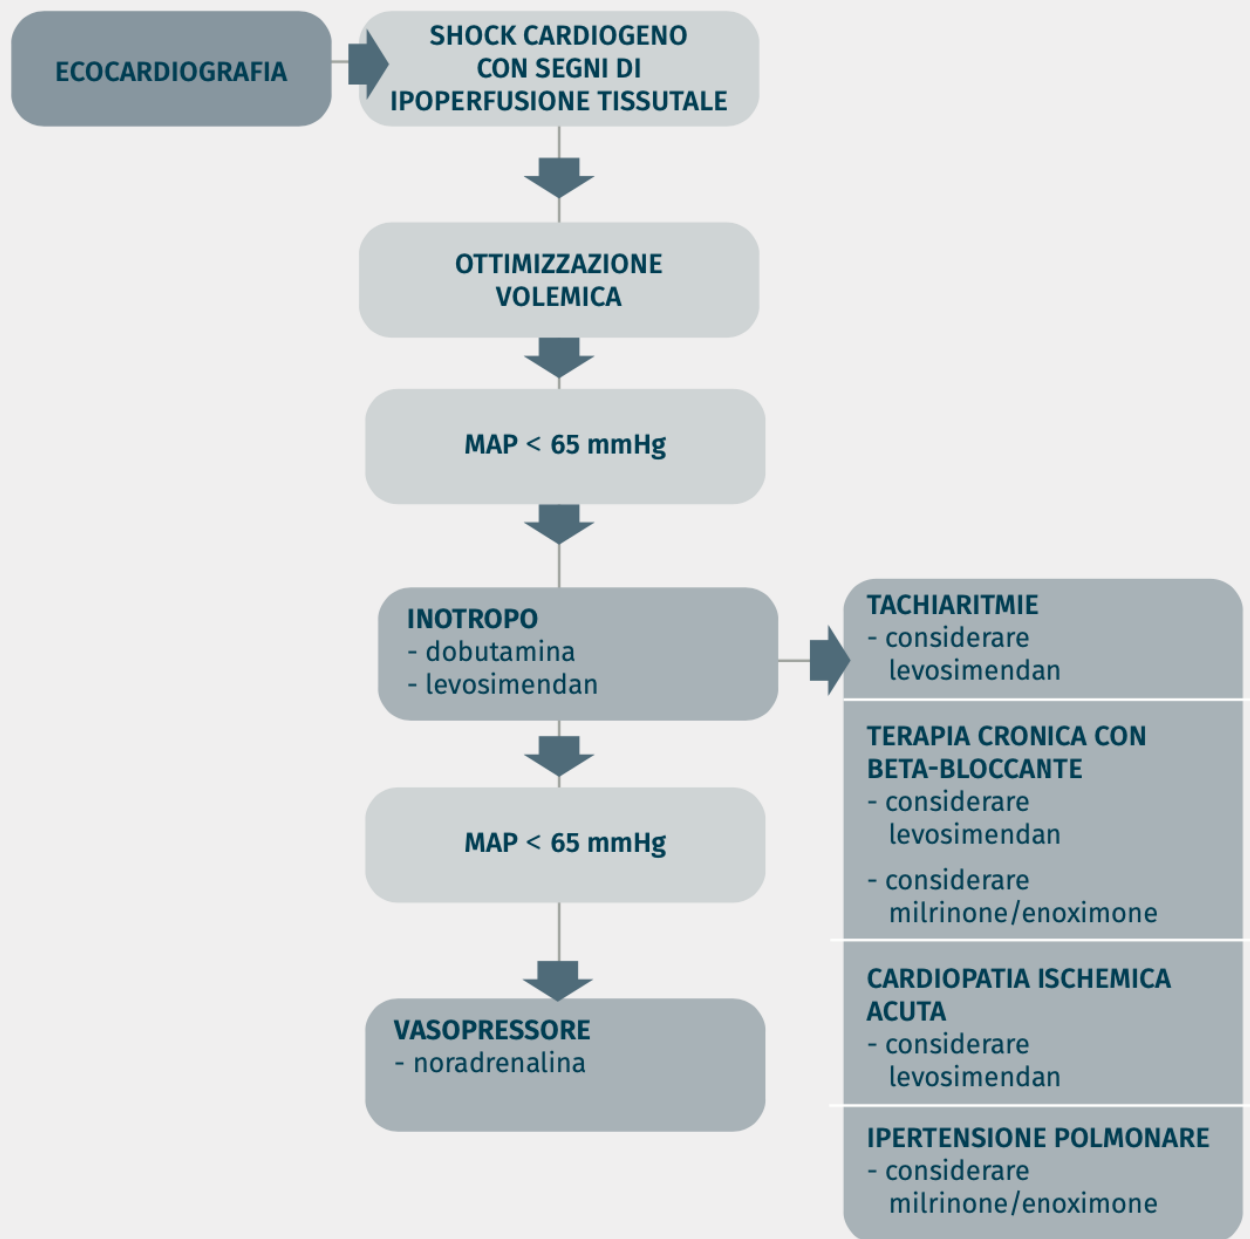 ECOCARDIOGRAFIA
SHOCK CARDIOGENO
CON SEGNI DI
IPOPERFUSIONE TISSUTALE
OTTIMIZZAZIONE
VOLEMICA
MAP < 65 mmHg
INOTROPO
- dobutamina
- levosimendan
TACHIARITMIE
- considerare
levosimendan
TERAPIA CRONICA CON
BETA-BLOCCANTE
- considerare
levosimendan
- considerare
milrinone/enoximone
CARDIOPATIA ISCHEMICA
ACUTA
- considerare
levosimendan
IPERTENSIONE POLMONARE
- considerare
milrinone/enoximone
MAP < 65 mmHg
VASOPRESSORE
- noradrenalina